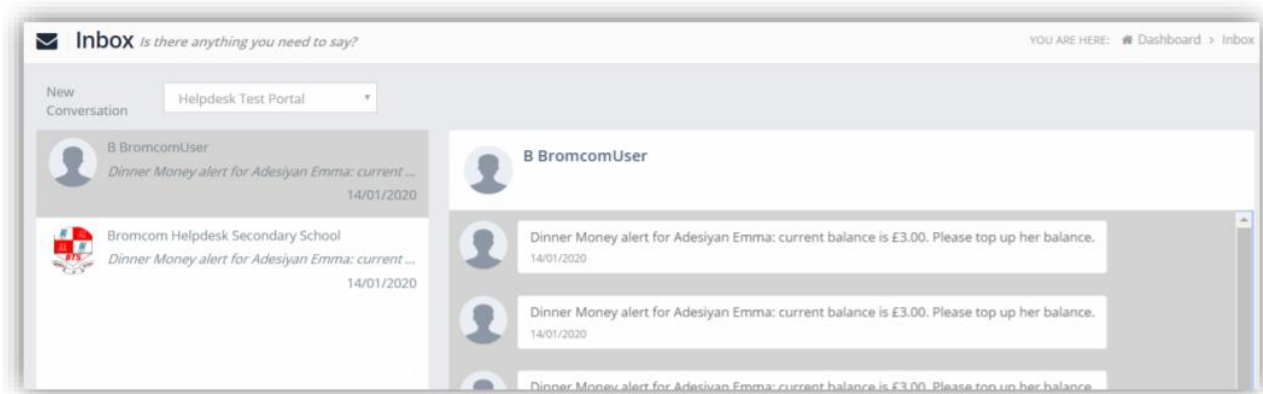 Inbox Is there anything you need to say?
YOU ARE HERE: Dashboard > Inbox
New
Conversation
Helpdesk Test Portal
B BromcomUser
Dinner Money alert for Adesiyan Emma: current ...
14/01/2020
Bromcom Helpdesk Secondary School
Dinner Money alert for Adesiyan Emma: current ...
14/01/2020
BTS
B BromcomUser
Dinner Money alert for Adesiyan Emma: current balance is £3.00. Please top up her balance.
14/01/2020
Dinner Money alert for Adesiyan Emma: current balance is £3.00. Please top up her balance.
14/01/2020
Dinner Money alert for Adesiyan Emma: current balance is £3.00. Please top up her balance.